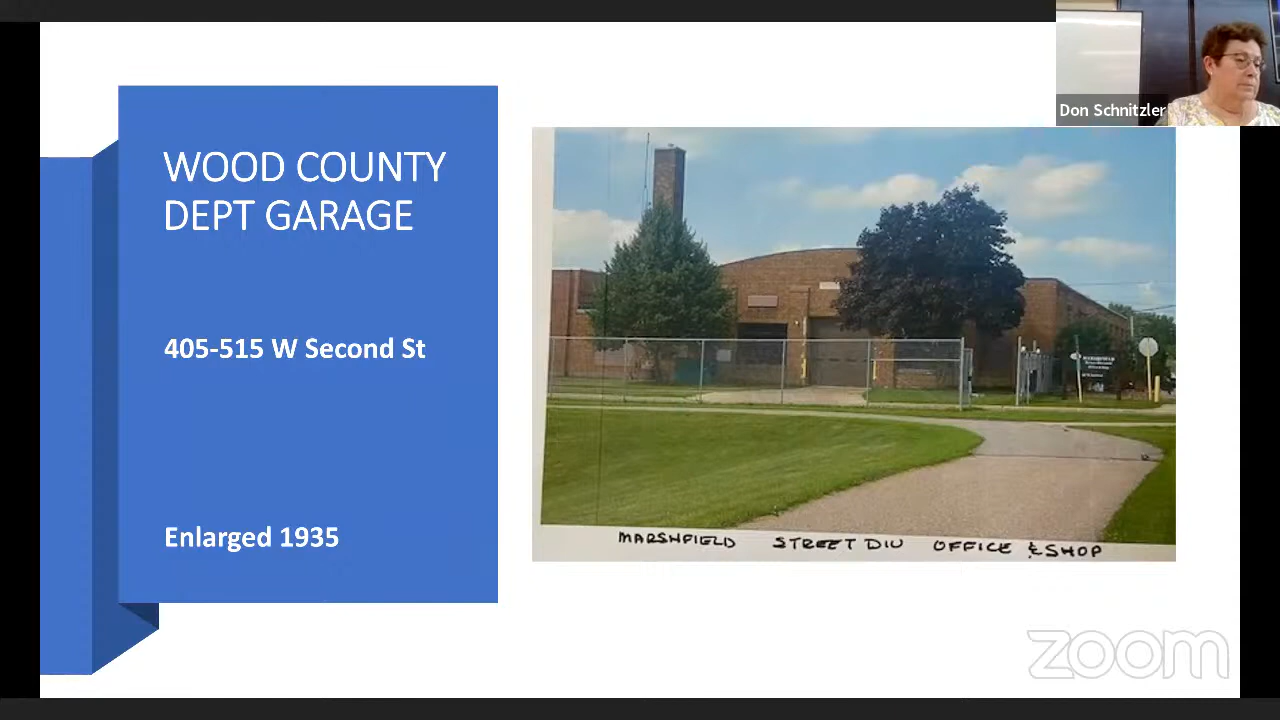 Don Schnitzler
WOOD COUNTY
DEPT GARAGE
405-515 W Second St
Enlarged 1935
MARSHFIELD STREET DIV OFFICE & SHOP
zoom